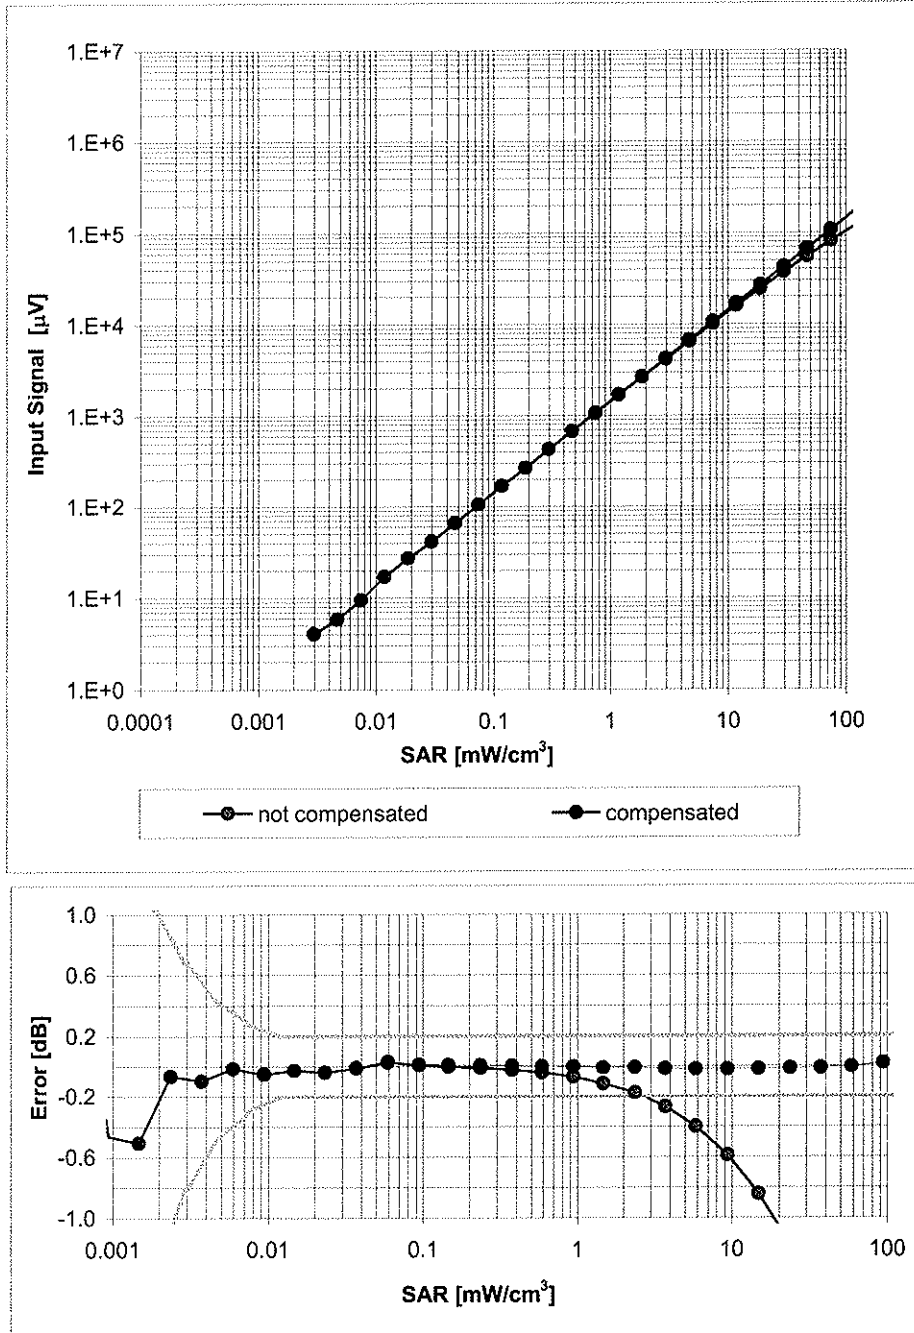 1.E+7
1.E+6
1.E+5
1.E+4
1.E+3
1.E+2
1.E+1
1.E+0
Input Signal [µV]
0.0001 0.001 0.01 0.1 1 10 100
SAR [mW/cm³]
not compensated compensated
1.0
0.6
0.2
-0.2
-0.6
-1.0
Error [dB]
0.001 0.01 0.1 1 10 100
SAR [mW/cm³]